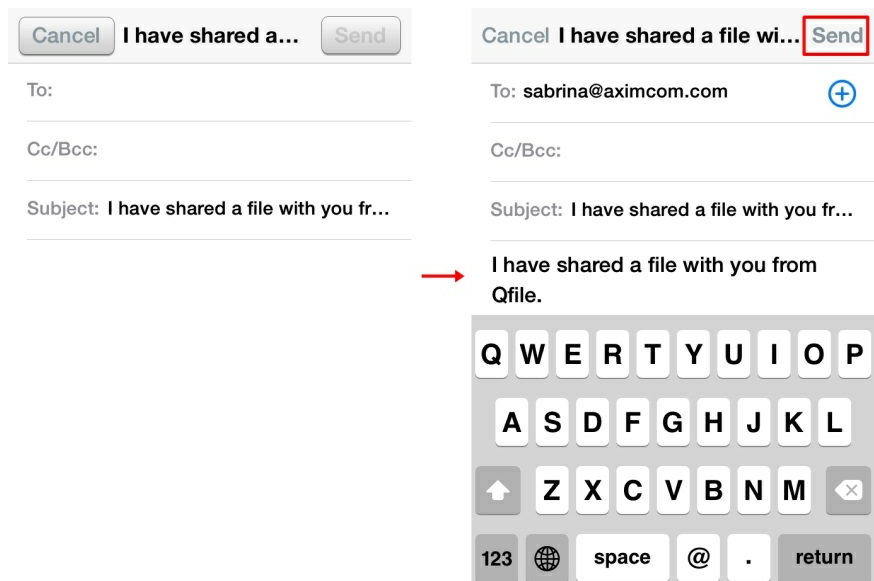 Cancel I have shared a... Send
To:
Cc/Bcc:
Subject: I have shared a file with you fr...
Cancel I have shared a file wi... Send
To: sabrina@aximcom.com
Cc/Bcc:
Subject: I have shared a file with you fr...
I have shared a file with you from
Qfile.
Q W E R T Y U I O P
A S D F G H J K L
Z X C V B N M
123 space @ . return